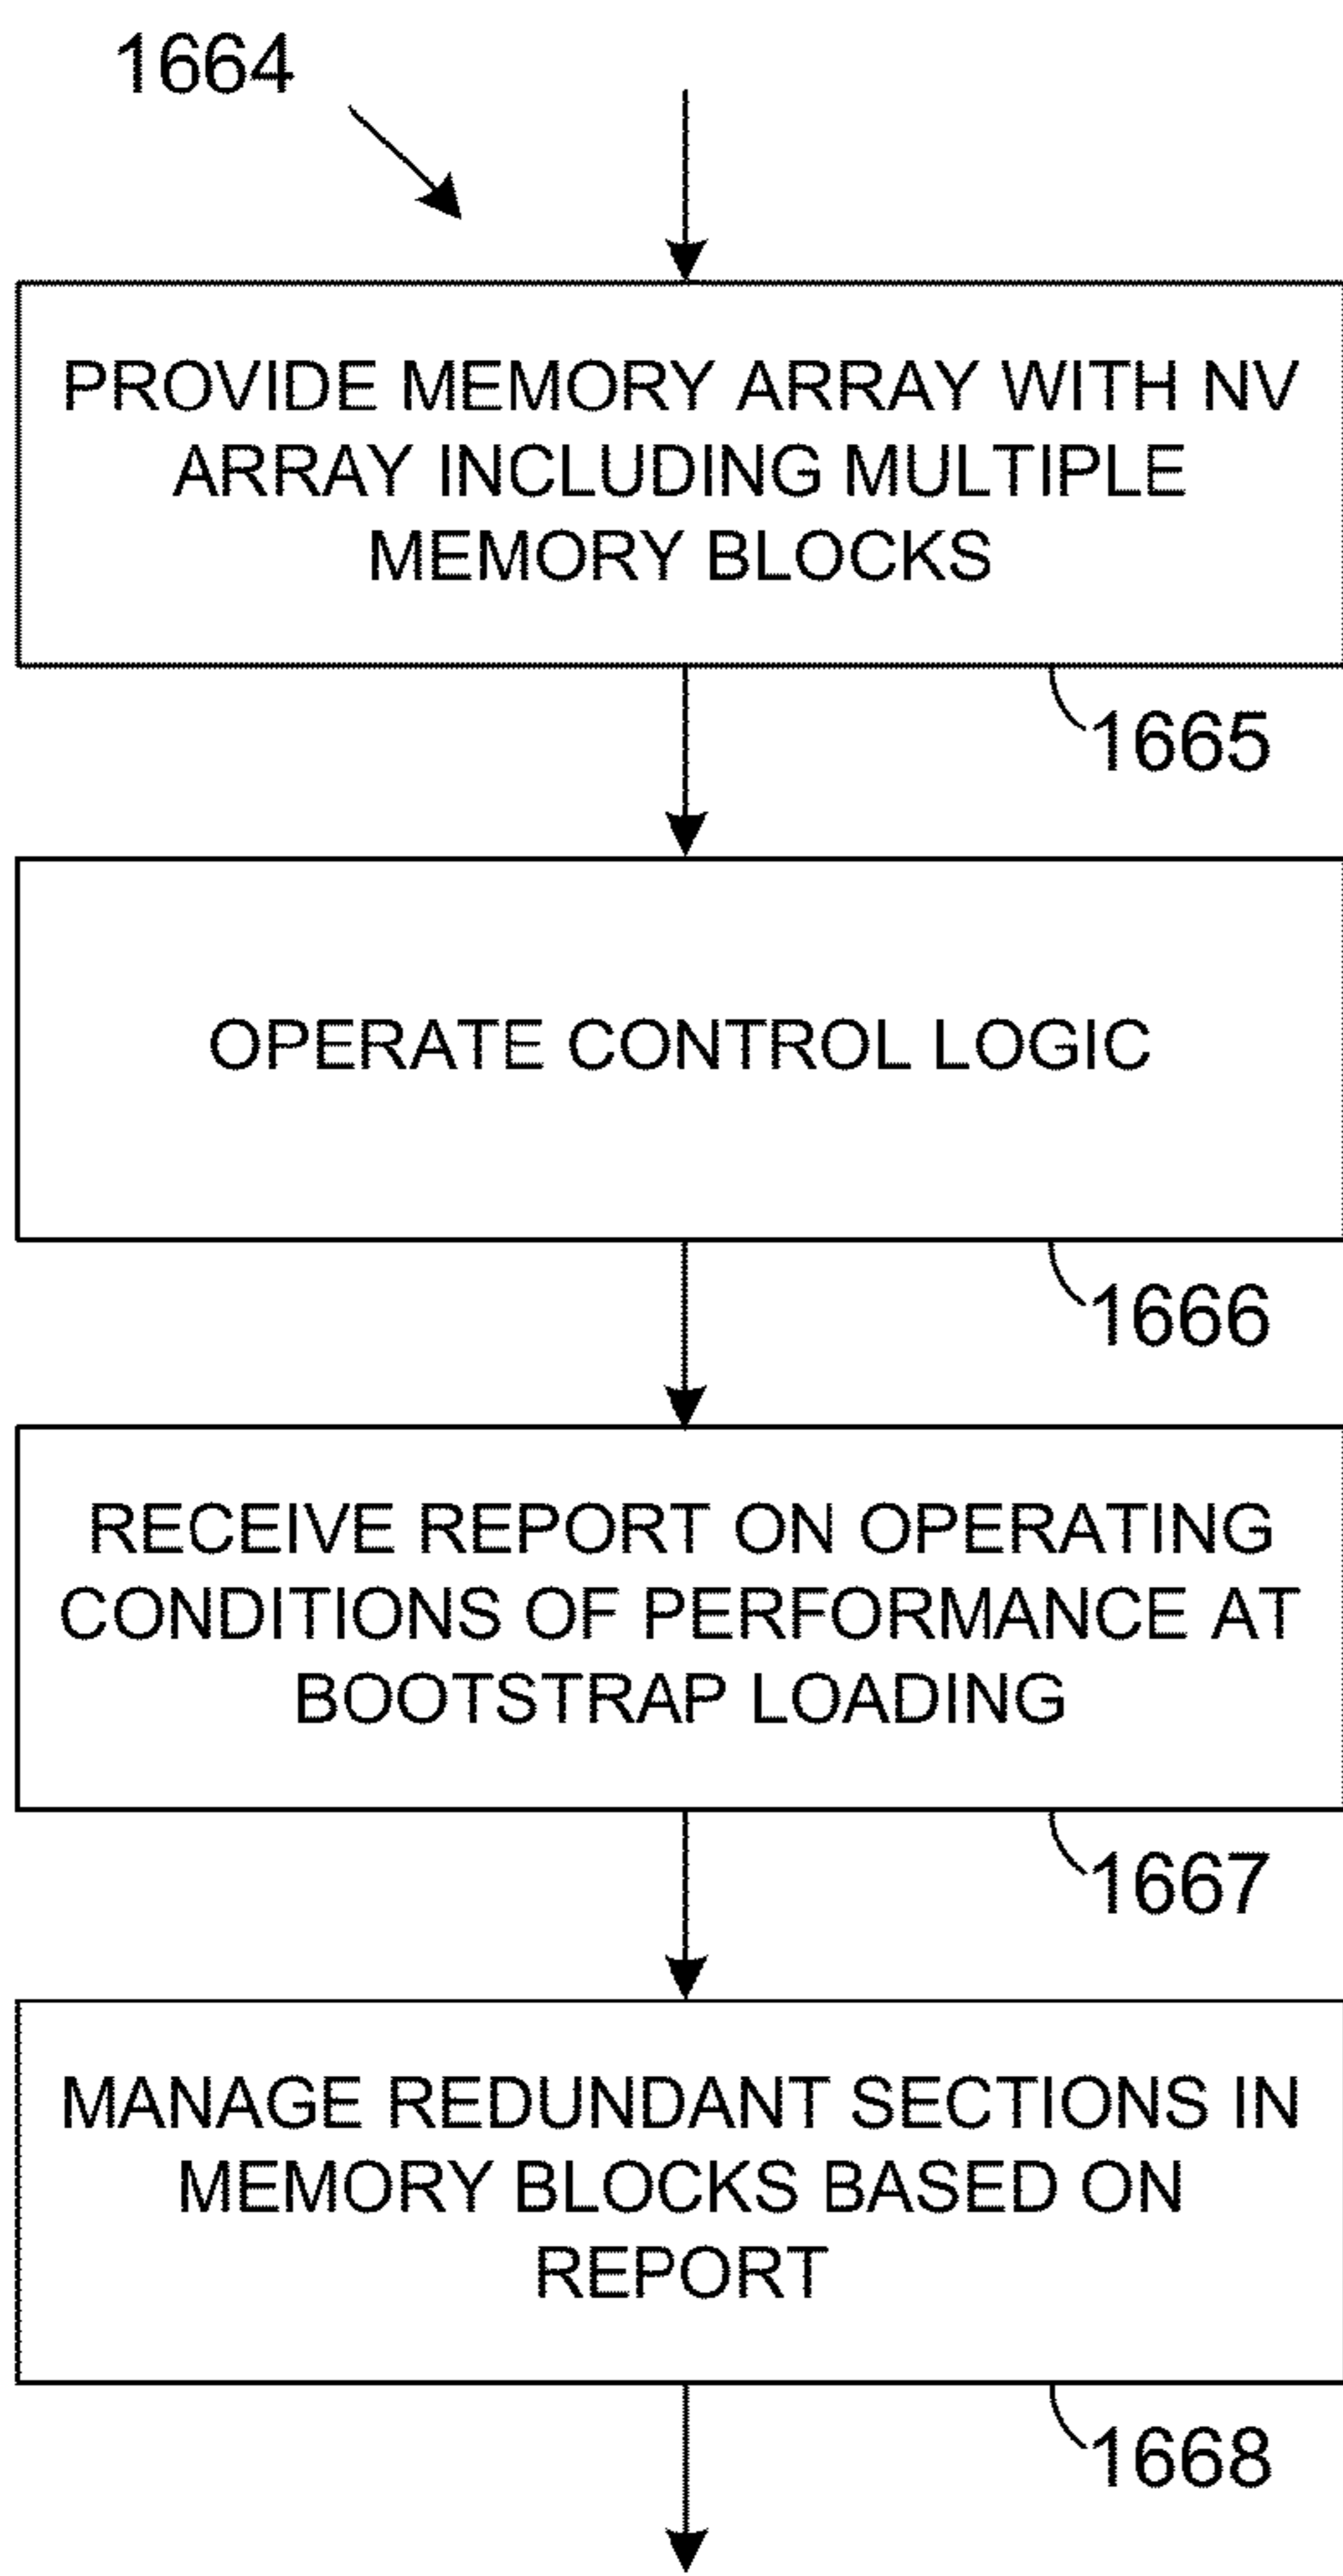 1664
PROVIDE MEMORY ARRAY WITH NV
ARRAY INCLUDING MULTIPLE
MEMORY BLOCKS
1665
OPERATE CONTROL LOGIC
1666
RECEIVE REPORT ON OPERATING
CONDITIONS OF PERFORMANCE AT
BOOTSTRAP LOADING
1667
MANAGE REDUNDANT SECTIONS IN
MEMORY BLOCKS BASED ON
REPORT
1668